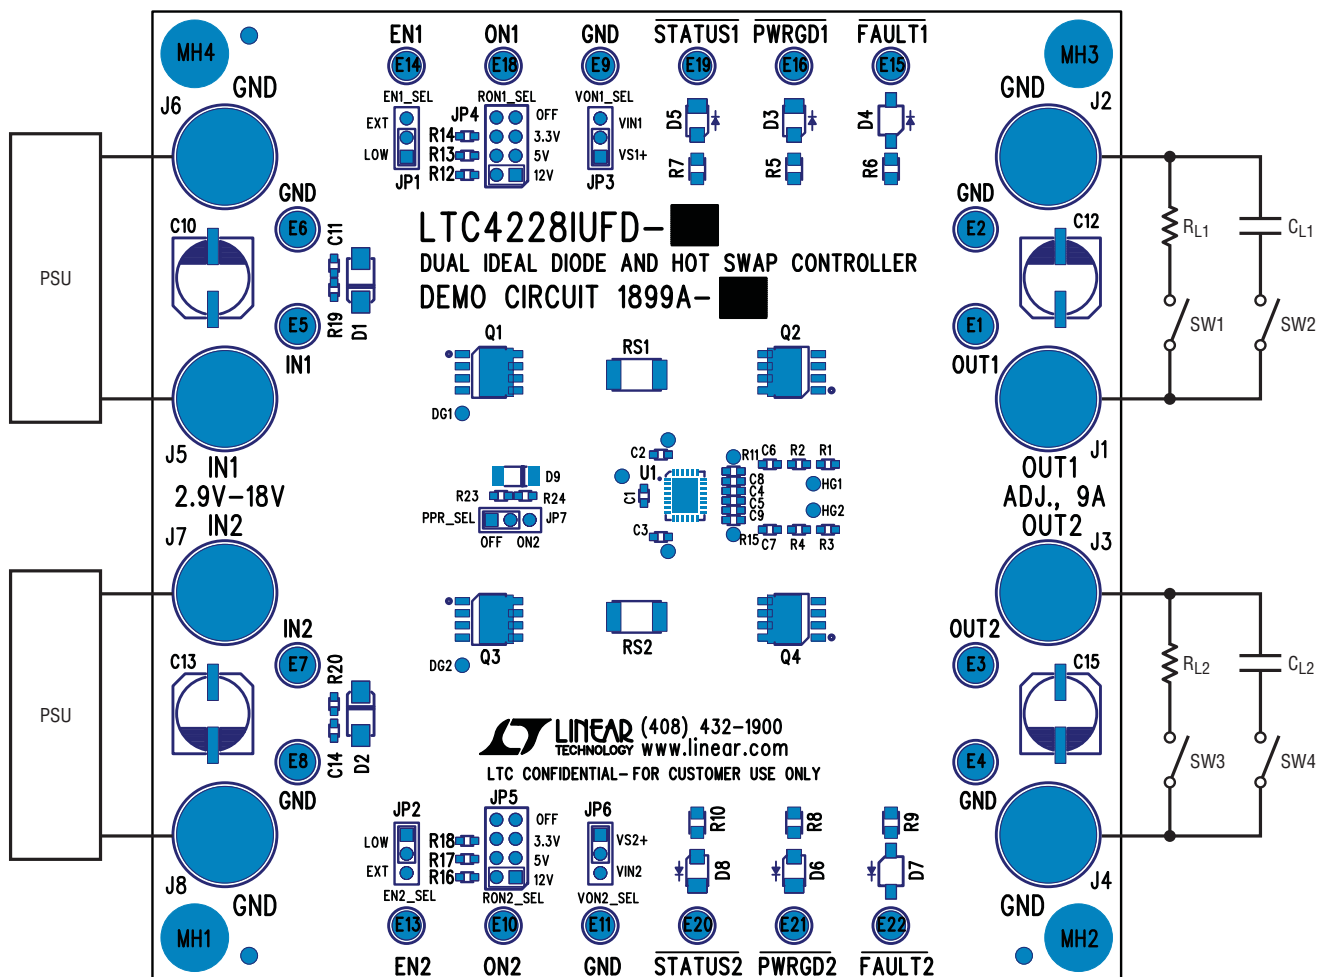 EN1 ON1 GND STATUS1 PWRGD1 FAULT1
MH4 E14 E18 E9 E19 E16 E15 MH3
GND GND
J6 J2
EN1_SEL RON1_SEL VON1_SEL
EXT JP4 OFF VIN1 D5 D3 D4
R14 3.3V
LOW R13 5V VS1+
R12 12V R7 R5 R6
JP1 JP3
GND GND
E6 E2
C10 C11 C12
LTC4228IUFD-
DUAL IDEAL DIODE AND HOT SWAP CONTROLLER
DEMO CIRCUIT 1899A-
PSU
RL1 CL1
SW1 SW2
E5 R19 D1 E1
IN1 OUT1
Q1 RS1 Q2
DG1
J5 J1
IN1 OUT1
2.9V-18V ADJ., 9A
IN2 OUT2
J7 J3
C2 R11 C6 R2 R1
U1 C8
D9 C4 HG1
R23 R24 C1 C5
PPR_SEL JP7 C9 HG2
OFF ON2 C3 R15 C7 R4 R3
Q3 RS2 Q4
DG2
IN2 OUT2
E7 E3
C13 R20 C15
PSU
RL2 CL2
SW3 SW4
C14 D2
E8 E4
GND GND
LINEAR (408) 432-1900
TECHNOLOGY www.linear.com
LTC CONFIDENTIAL-FOR CUSTOMER USE ONLY
JP2 JP5 JP6
LOW OFF VS2+ R10 R8 R9
R18 3.3V
R17 5V
EXT R16 12V VIN2 D8 D6 D7
EN2_SEL RON2_SEL VON2_SEL
J8 J4
GND GND
MH1 E13 E10 E11 E20 E21 E22 MH2
EN2 ON2 GND STATUS2 PWRGD2 FAULT2